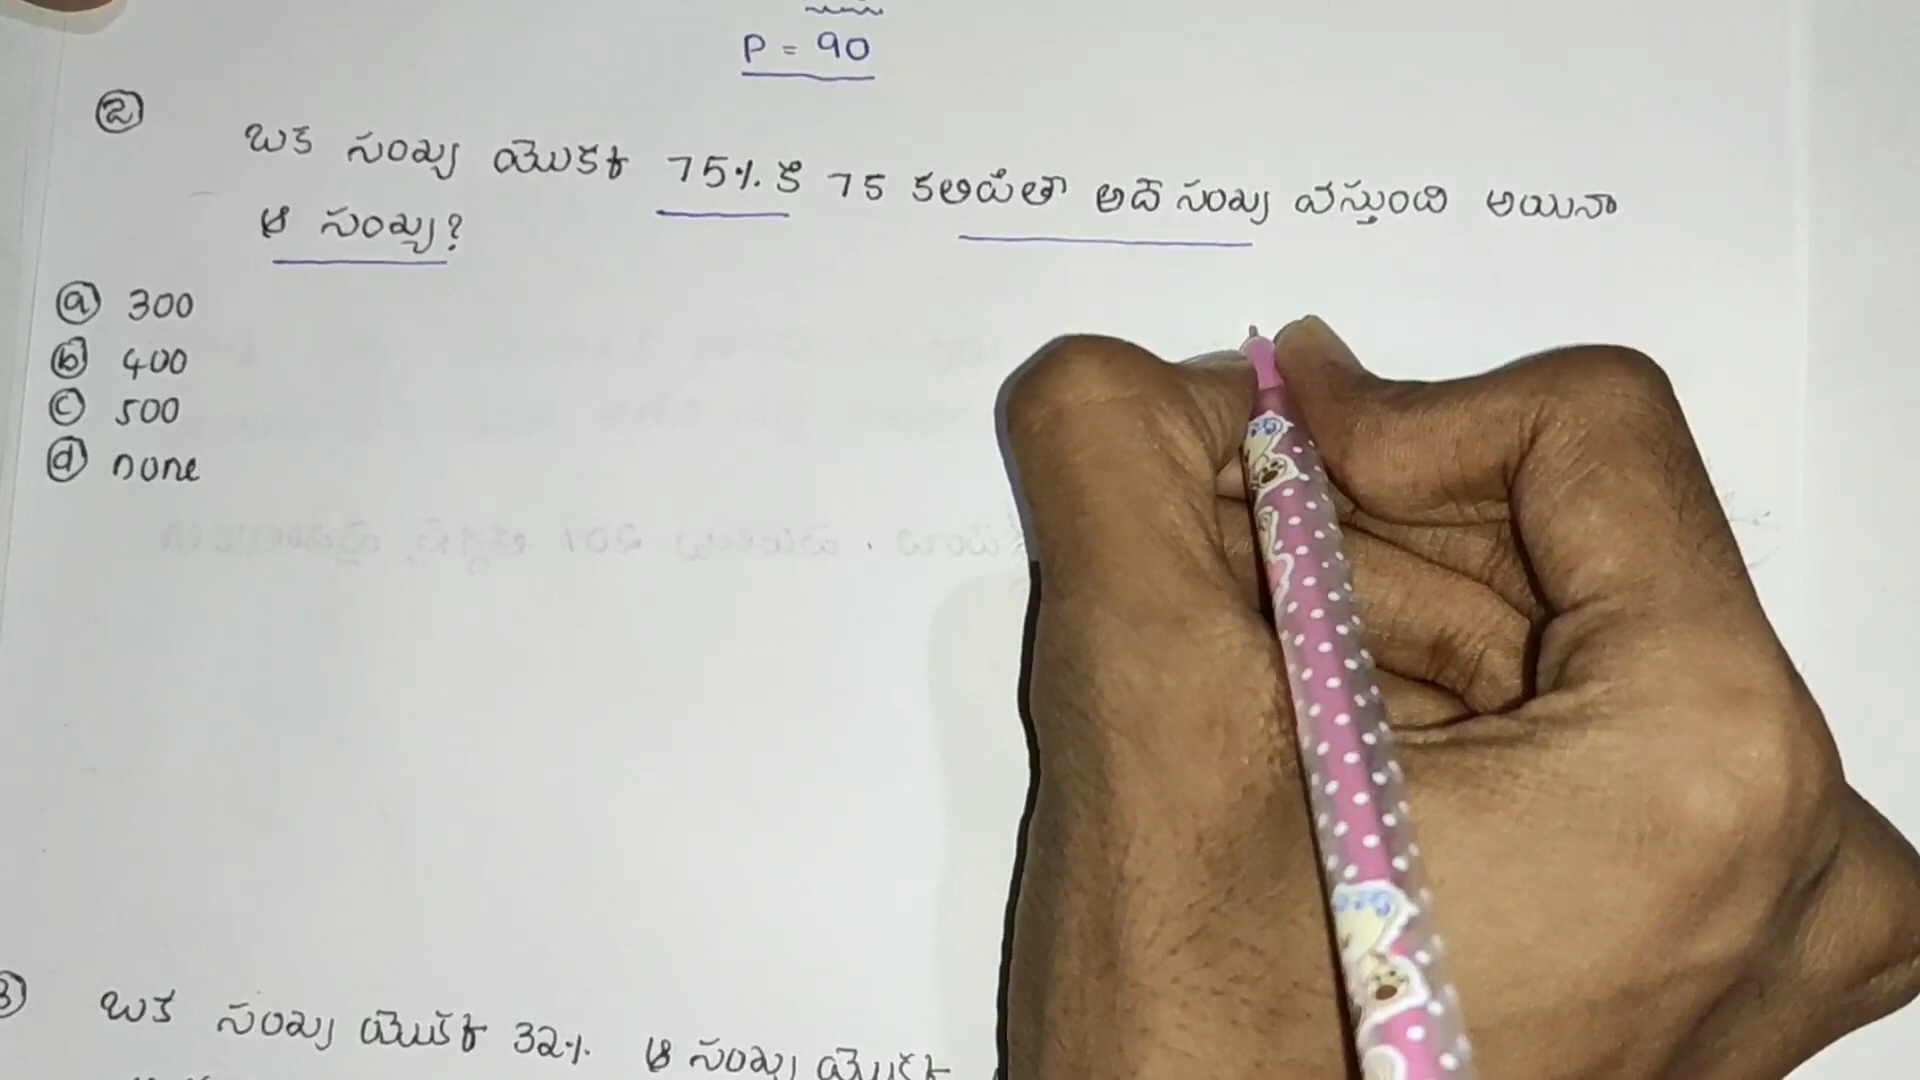 P = 90
② ఒక సంఖ్య యొక్క 75% కి 75 కలిపితే అదే సంఖ్య వస్తుంది అయినా
ఆ సంఖ్య?
ⓐ 300
ⓑ 400
ⓒ 500
ⓓ none
3) ఒక సంఖ్య యొక్క 32% ఆ సంఖ్య యొక్క